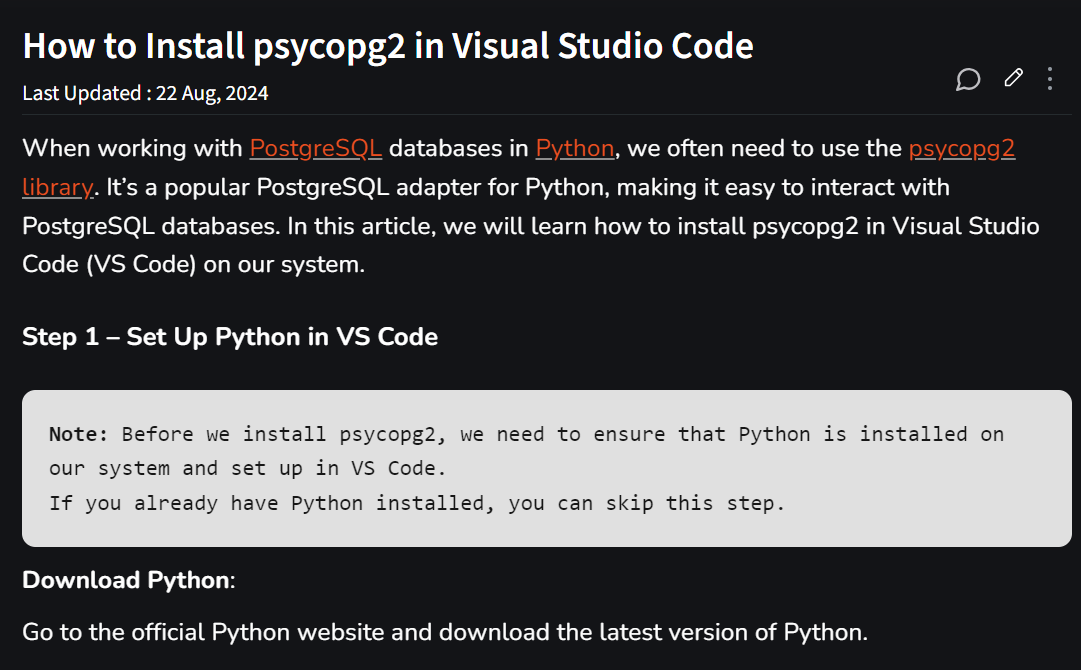 How to Install psycopg2 in Visual Studio Code
Last Updated : 22 Aug, 2024
When working with PostgreSQL databases in Python, we often need to use the psycopg2
library. It’s a popular PostgreSQL adapter for Python, making it easy to interact with
PostgreSQL databases. In this article, we will learn how to install psycopg2 in Visual Studio
Code (VS Code) on our system.
Step 1 – Set Up Python in VS Code
Note: Before we install psycopg2, we need to ensure that Python is installed on
our system and set up in VS Code.
If you already have Python installed, you can skip this step.
Download Python:
Go to the official Python website and download the latest version of Python.